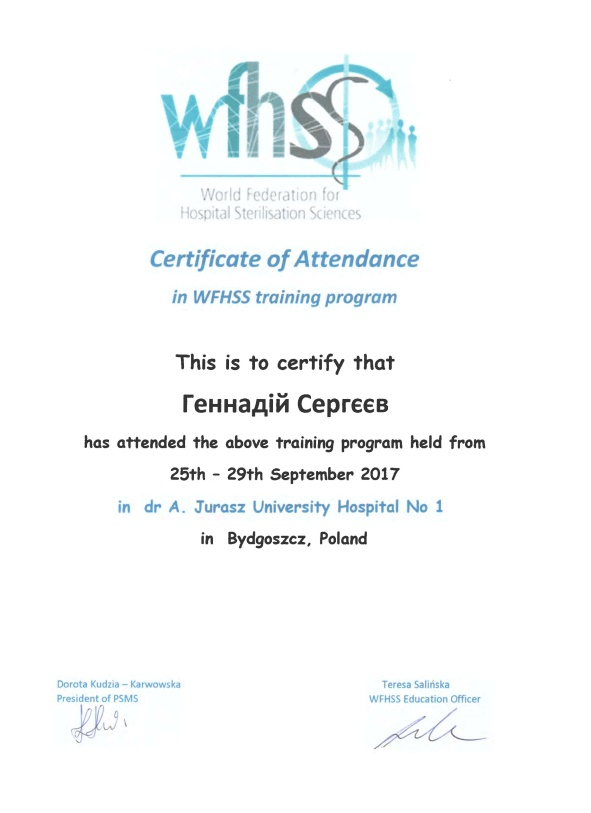 wfhss
World Federation for
Hospital Sterilisation Sciences
Certificate of Attendance
in WFHSS training program
This is to certify that
Геннадій Сергєєв
has attended the above training program held from
25th – 29th September 2017
in dr A. Jurasz University Hospital No 1
in Bydgoszcz, Poland
Dorota Kudzia – Karwowska
President of PSMS
Teresa Salińska
WFHSS Education Officer